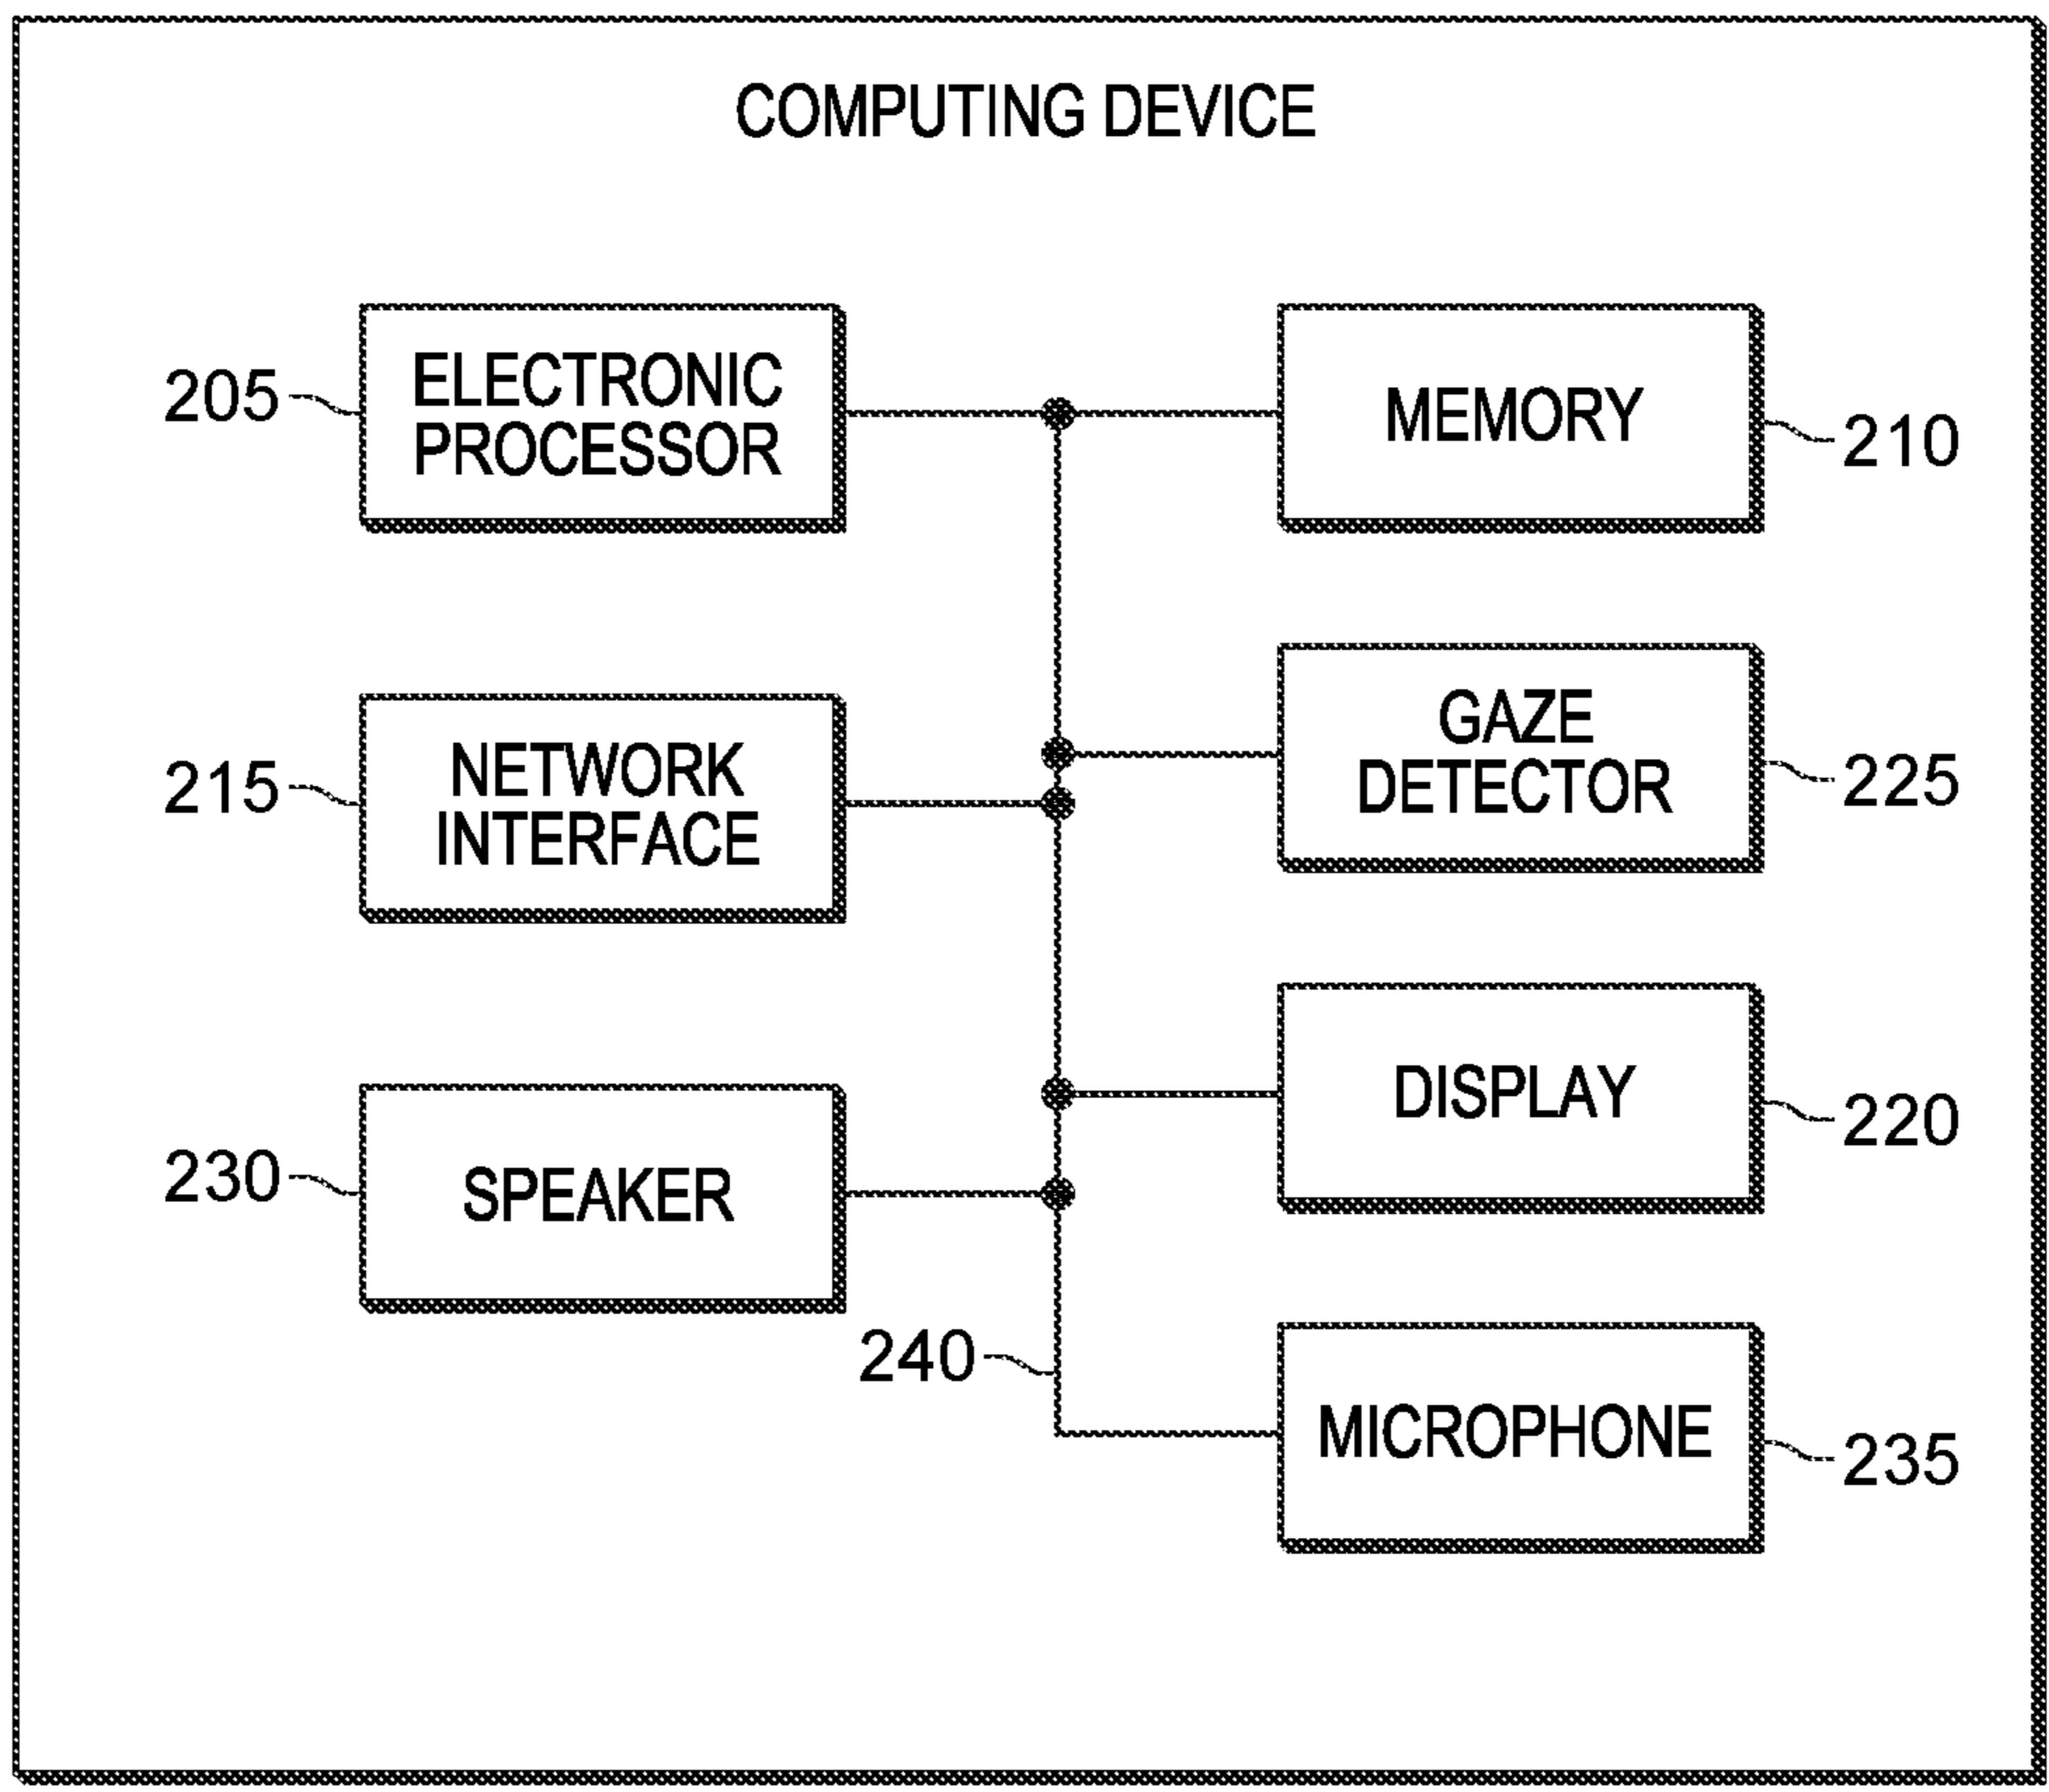 COMPUTING DEVICE
205
ELECTRONIC
PROCESSOR
MEMORY
210
215
NETWORK
INTERFACE
GAZE
DETECTOR
225
230
SPEAKER
DISPLAY
220
240
MICROPHONE
235